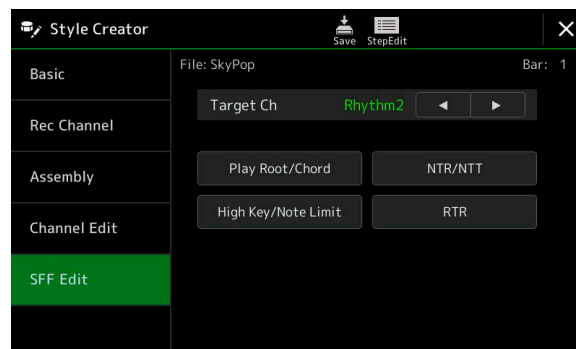 Style Creator
Save
StepEdit
Basic
Rec Channel
Assembly
Channel Edit
SFF Edit
File: SkyPop
Bar: 1
Target Ch
Rhythm2
Play Root/Chord
NTR/NTT
High Key/Note Limit
RTR